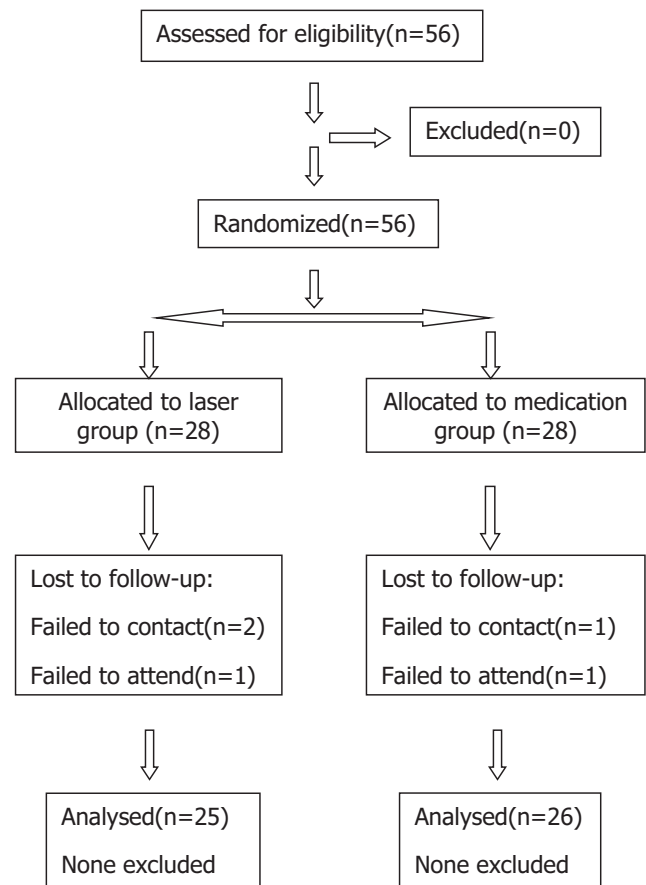 Assessed for eligibility(n=56)
Excluded(n=0)
Randomized(n=56)
Allocated to laser
group (n=28)
Allocated to medication
group (n=28)
Lost to follow-up:
Failed to contact(n=2)
Failed to attend(n=1)
Lost to follow-up:
Failed to contact(n=1)
Failed to attend(n=1)
Analysed(n=25)
None excluded
Analysed(n=26)
None excluded